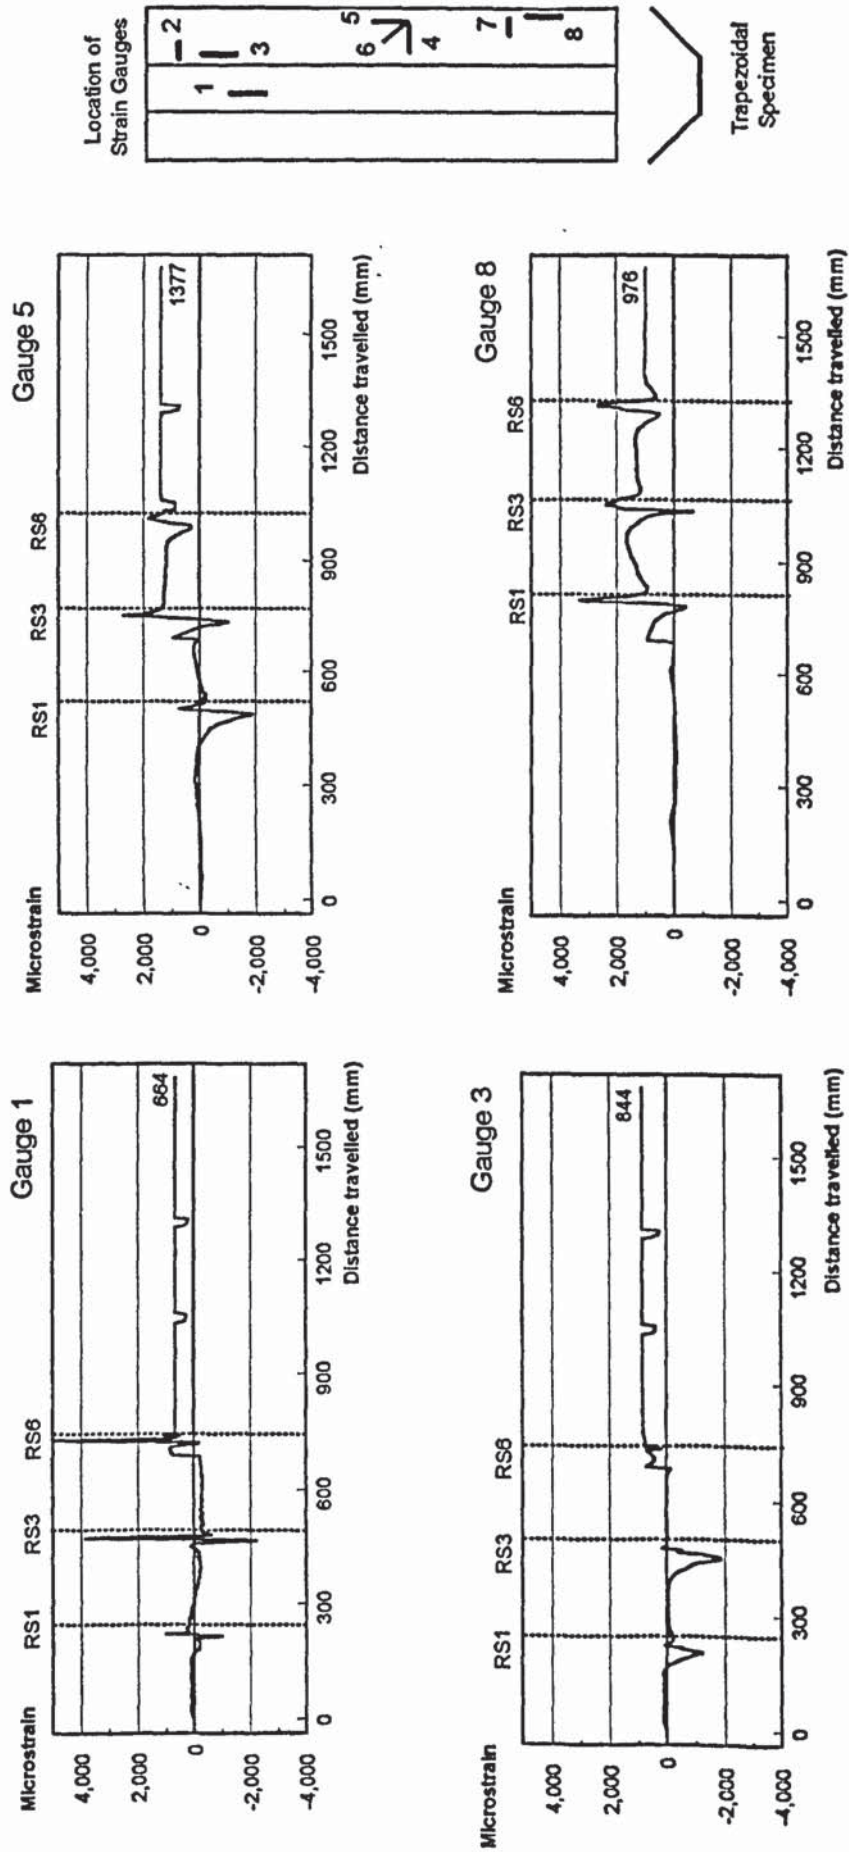 Gauge 1
Microstrain
RS1
RS3
RS6
4,000
2,000
0
-2,000
-4,000
664
0
300
600
900
1200
1500
Distance travelled (mm)
Gauge 5
Microstrain
RS1
RS3
RS6
4,000
2,000
0
-2,000
-4,000
1377
0
300
600
900
1200
1500
Distance travelled (mm)
Location of
Strain Gauges
1
2
3
4
5
6
7
8
Trapezoidal
Specimen
Gauge 3
Microstrain
RS1
RS3
RS6
4,000
2,000
0
-2,000
-4,000
844
0
300
600
900
1200
1500
Distance travelled (mm)
Gauge 8
Microstrain
RS1
RS3
RS6
4,000
2,000
0
-2,000
-4,000
976
0
300
600
900
1200
1500
Distance travelled (mm)